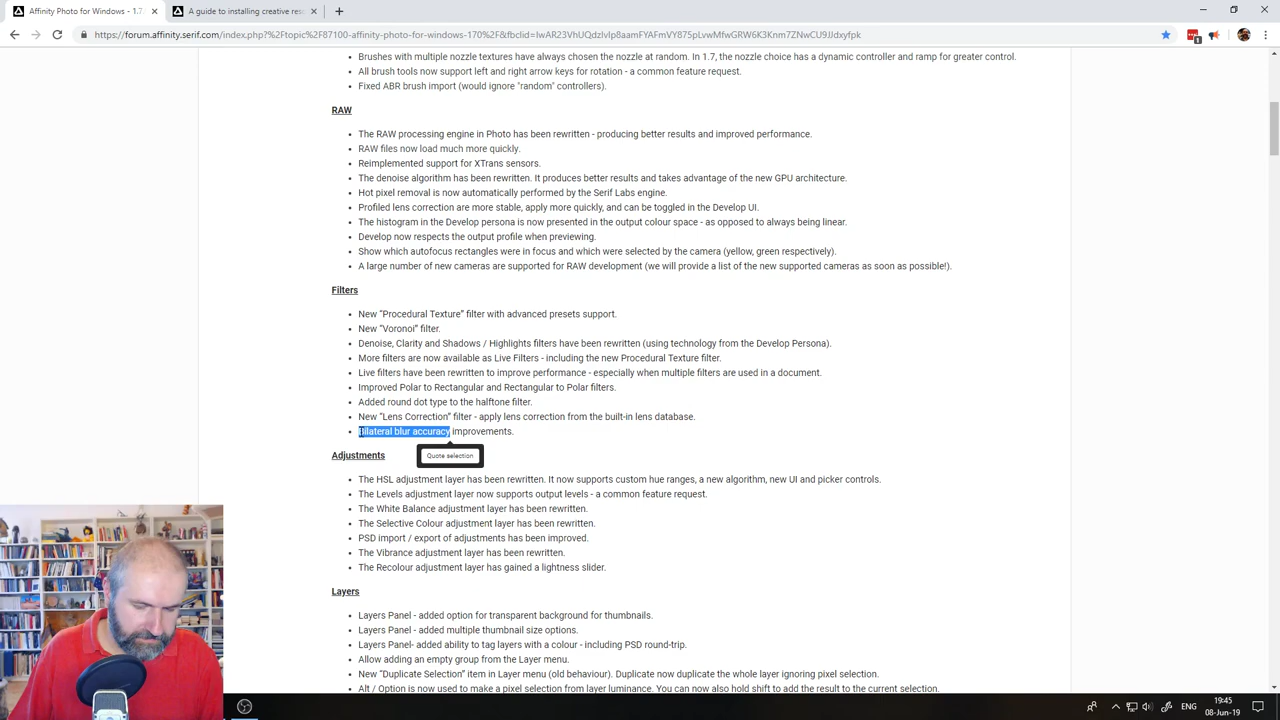 Affinity Photo for Windows - 1.7.
A guide to installing creative res
https://forum.affinity.serif.com/index.php?%2Ftopic%2F87100-affinity-photo-for-windows-170%2F&fbclid=
Brushes with multiple nozzle textures have always chosen the nozzle at random. In 1.7, the nozzle choice has a dynamic controller and ramp for greater control.
All brush tools now support left and right arrow keys for rotation - a common feature request.
Fixed ABR brush import (would ignore "random" controllers).
RAW
The RAW processing engine in Photo has been rewritten - producing better results and improved performance.
RAW files now load much more quickly.
Reimplemented support for XTrans sensors.
The denoise algorithm has been rewritten. It produces better results and takes advantage of the new GPU architecture.
Hot pixel removal is now automatically performed by the Serif Labs engine.
Profiled lens correction are more stable, apply more quickly, and can be toggled in the Develop UI.
The histogram in the Develop persona is now presented in the output colour space - as opposed to always being linear.
Develop now respects the output profile when previewing.
Show which autofocus rectangles were in focus and which were selected by the camera (yellow, green respectively).
A large number of new cameras are supported for RAW development (we will provide a list of the new supported cameras as soon as possible!).
Filters
New “Procedural Texture” filter with advanced presets support.
New “Voronoi” filter.
Denoise, Clarity and Shadows / Highlights filters have been rewritten (using technology from the Develop Persona).
More filters are now available as Live Filters - including the new Procedural Texture filter.
Live filters have been rewritten to improve performance - especially when multiple filters are used in a document.
Improved Polar to Rectangular and Rectangular to Polar filters.
Added round dot type to the halftone filter.
New “Lens Correction” filter - apply lens correction from the built-in lens database.
Bilateral blur accuracy improvements.
Quote selection
Adjustments
The HSL adjustment layer has been rewritten. It now supports custom hue ranges, a new algorithm, new UI and picker controls.
The Levels adjustment layer now supports output levels - a common feature request.
The White Balance adjustment layer has been rewritten.
The Selective Colour adjustment layer has been rewritten.
PSD import / export of adjustments has been improved.
The Vibrance adjustment layer has been rewritten.
The Recolour adjustment layer has gained a lightness slider.
Layers
Layers Panel - added option for transparent background for thumbnails.
Layers Panel - added multiple thumbnail size options.
Layers Panel- added ability to tag layers with a colour - including PSD round-trip.
Allow adding an empty group from the Layer menu.
New “Duplicate Selection” item in Layer menu (old behaviour). Duplicate now duplicate the whole layer ignoring pixel selection.
Alt / Option is now used to make a pixel selection from layer luminance. You can now also hold shift to add the result to the current selection.
ENG
19:45
08-Jun-19